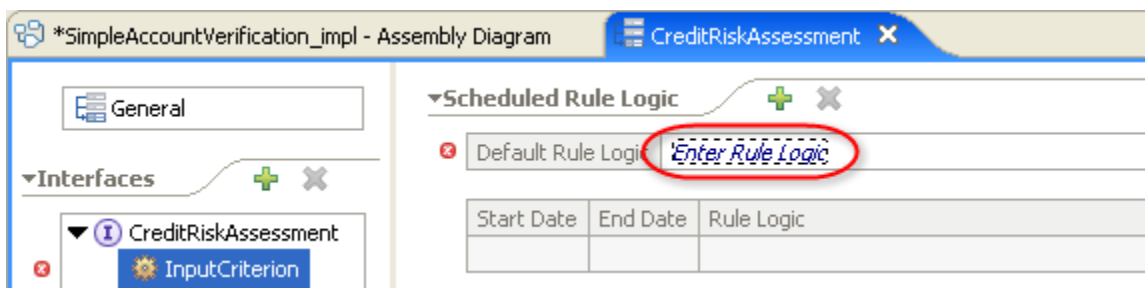 *SimpleAccountVerification_impl - Assembly Diagram
CreditRiskAssessment
General
Interfaces
CreditRiskAssessment
InputCriterion
Scheduled Rule Logic
Default Rule Logic Enter Rule Logic
Start Date End Date Rule Logic